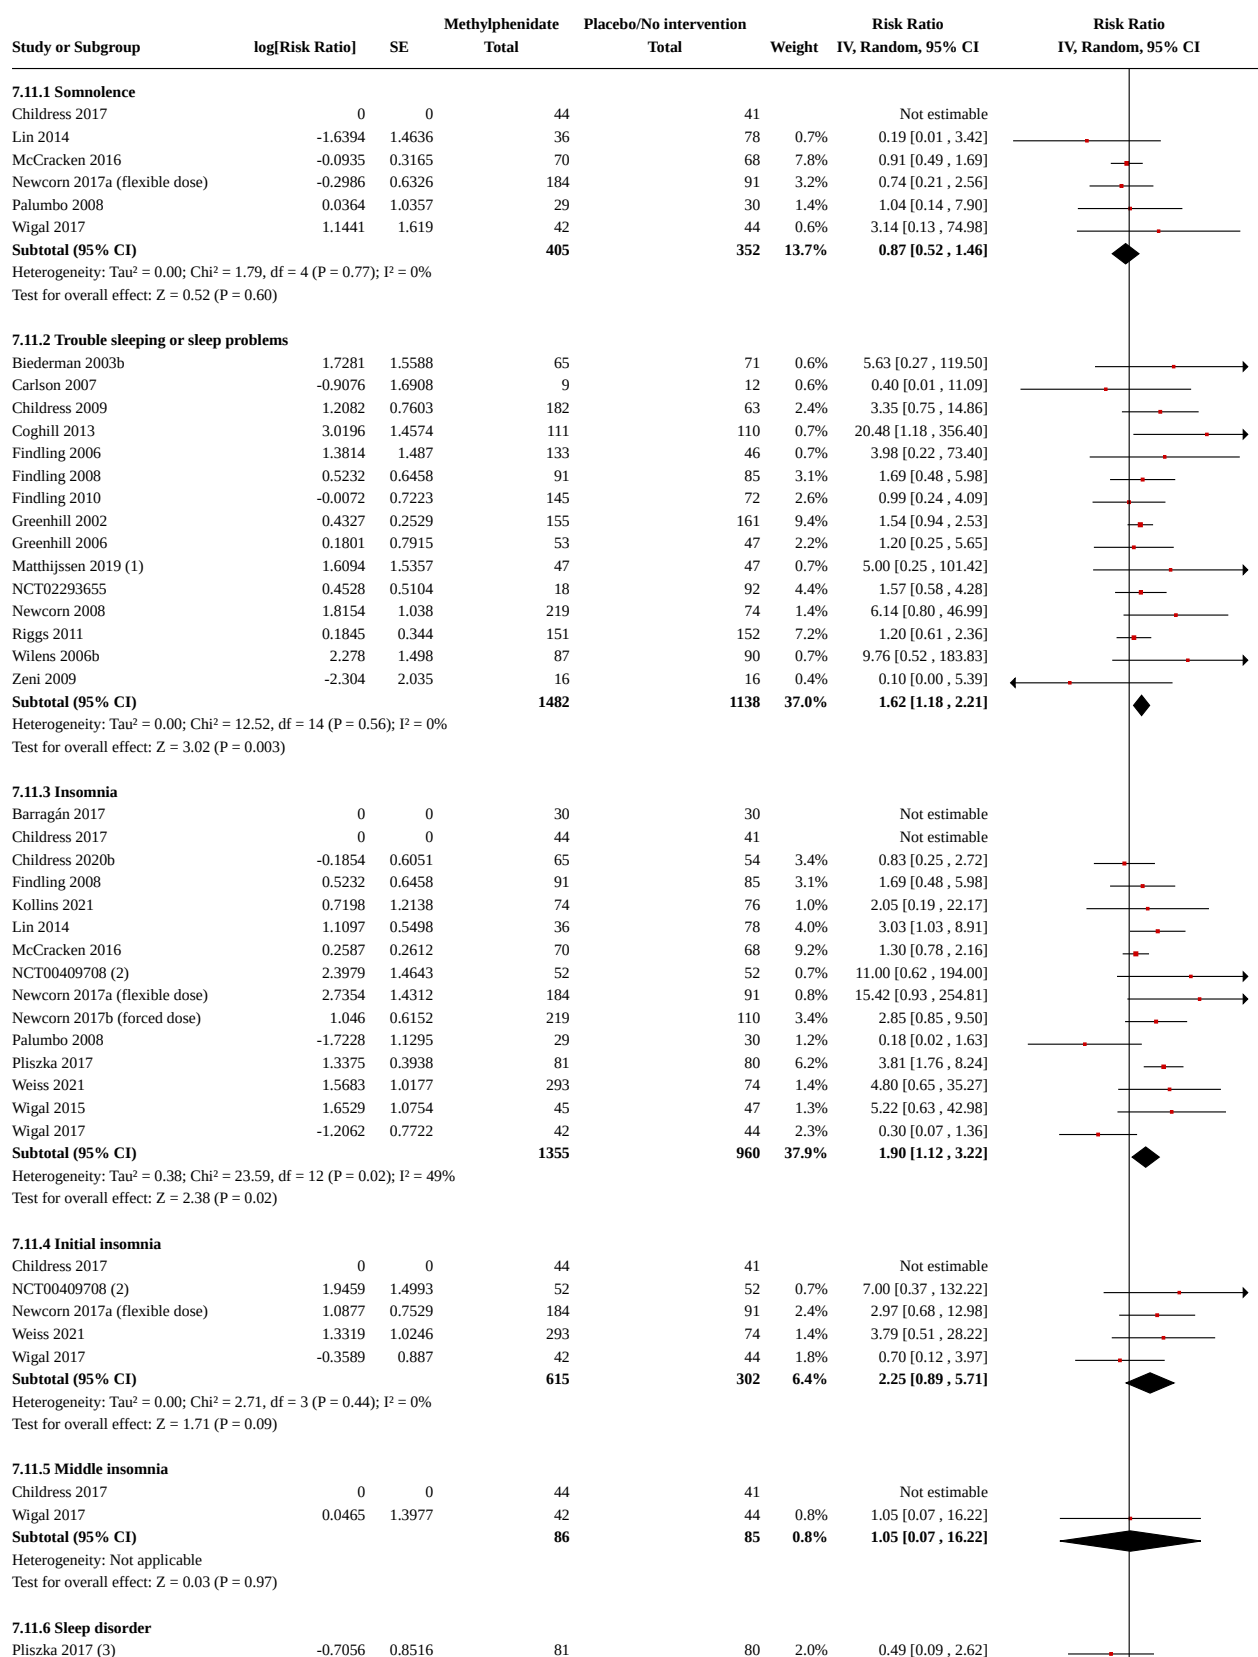 Methylphenidate Placebo/No intervention Risk Ratio Risk Ratio
Study or Subgroup log[Risk Ratio] SE Total Total Weight IV, Random, 95% CI IV, Random, 95% CI
7.11.1 Somnolence
Childress 2017 0 0 44 41 Not estimable
Lin 2014 -1.6394 1.4636 36 78 0.7% 0.19 [0.01 , 3.42]
McCracken 2016 -0.0935 0.3165 70 68 7.8% 0.91 [0.49 , 1.69]
Newcorn 2017a (flexible dose) -0.2986 0.6326 184 91 3.2% 0.74 [0.21 , 2.56]
Palumbo 2008 0.0364 1.0357 29 30 1.4% 1.04 [0.14 , 7.90]
Wigal 2017 1.1441 1.619 42 44 0.6% 3.14 [0.13 , 74.98]
Subtotal (95% CI) 405 352 13.7% 0.87 [0.52 , 1.46]
Heterogeneity: Tau² = 0.00; Chi² = 1.79, df = 4 (P = 0.77); I² = 0%
Test for overall effect: Z = 0.52 (P = 0.60)
7.11.2 Trouble sleeping or sleep problems
Biederman 2003b 1.7281 1.5588 65 71 0.6% 5.63 [0.27 , 119.50]
Carlson 2007 -0.9076 1.6908 9 12 0.6% 0.40 [0.01 , 11.09]
Childress 2009 1.2082 0.7603 182 63 2.4% 3.35 [0.75 , 14.86]
Coghill 2013 3.0196 1.4574 111 110 0.7% 20.48 [1.18 , 356.40]
Findling 2006 1.3814 1.487 133 46 0.7% 3.98 [0.22 , 73.40]
Findling 2008 0.5232 0.6458 91 85 3.1% 1.69 [0.48 , 5.98]
Findling 2010 -0.0072 0.7223 145 72 2.6% 0.99 [0.24 , 4.09]
Greenhill 2002 0.4327 0.2529 155 161 9.4% 1.54 [0.94 , 2.53]
Greenhill 2006 0.1801 0.7915 53 47 2.2% 1.20 [0.25 , 5.65]
Matthijssen 2019 (1) 1.6094 1.5357 47 47 0.7% 5.00 [0.25 , 101.42]
NCT02293655 0.4528 0.5104 18 92 4.4% 1.57 [0.58 , 4.28]
Newcorn 2008 1.8154 1.038 219 74 1.4% 6.14 [0.80 , 46.99]
Riggs 2011 0.1845 0.344 151 152 7.2% 1.20 [0.61 , 2.36]
Wilens 2006b 2.278 1.498 87 90 0.7% 9.76 [0.52 , 183.83]
Zeni 2009 -2.304 2.035 16 16 0.4% 0.10 [0.00 , 5.39]
Subtotal (95% CI) 1482 1138 37.0% 1.62 [1.18 , 2.21]
Heterogeneity: Tau² = 0.00; Chi² = 12.52, df = 14 (P = 0.56); I² = 0%
Test for overall effect: Z = 3.02 (P = 0.003)
7.11.3 Insomnia
Barragán 2017 0 0 30 30 Not estimable
Childress 2017 0 0 44 41 Not estimable
Childress 2020b -0.1854 0.6051 65 54 3.4% 0.83 [0.25 , 2.72]
Findling 2008 0.5232 0.6458 91 85 3.1% 1.69 [0.48 , 5.98]
Kollins 2021 0.7198 1.2138 74 76 1.0% 2.05 [0.19 , 22.17]
Lin 2014 1.1097 0.5498 36 78 4.0% 3.03 [1.03 , 8.91]
McCracken 2016 0.2587 0.2612 70 68 9.2% 1.30 [0.78 , 2.16]
NCT00409708 (2) 2.3979 1.4643 52 52 0.7% 11.00 [0.62 , 194.00]
Newcorn 2017a (flexible dose) 2.7354 1.4312 184 91 0.8% 15.42 [0.93 , 254.81]
Newcorn 2017b (forced dose) 1.046 0.6152 219 110 3.4% 2.85 [0.85 , 9.50]
Palumbo 2008 -1.7228 1.1295 29 30 1.2% 0.18 [0.02 , 1.63]
Pliszka 2017 1.3375 0.3938 81 80 6.2% 3.81 [1.76 , 8.24]
Weiss 2021 1.5683 1.0177 293 74 1.4% 4.80 [0.65 , 35.27]
Wigal 2015 1.6529 1.0754 45 47 1.3% 5.22 [0.63 , 42.98]
Wigal 2017 -1.2062 0.7722 42 44 2.3% 0.30 [0.07 , 1.36]
Subtotal (95% CI) 1355 960 37.9% 1.90 [1.12 , 3.22]
Heterogeneity: Tau² = 0.38; Chi² = 23.59, df = 12 (P = 0.02); I² = 49%
Test for overall effect: Z = 2.38 (P = 0.02)
7.11.4 Initial insomnia
Childress 2017 0 0 44 41 Not estimable
NCT00409708 (2) 1.9459 1.4993 52 52 0.7% 7.00 [0.37 , 132.22]
Newcorn 2017a (flexible dose) 1.0877 0.7529 184 91 2.4% 2.97 [0.68 , 12.98]
Weiss 2021 1.3319 1.0246 293 74 1.4% 3.79 [0.51 , 28.22]
Wigal 2017 -0.3589 0.887 42 44 1.8% 0.70 [0.12 , 3.97]
Subtotal (95% CI) 615 302 6.4% 2.25 [0.89 , 5.71]
Heterogeneity: Tau² = 0.00; Chi² = 2.71, df = 3 (P = 0.44); I² = 0%
Test for overall effect: Z = 1.71 (P = 0.09)
7.11.5 Middle insomnia
Childress 2017 0 0 44 41 Not estimable
Wigal 2017 0.0465 1.3977 42 44 0.8% 1.05 [0.07 , 16.22]
Subtotal (95% CI) 86 85 0.8% 1.05 [0.07 , 16.22]
Heterogeneity: Not applicable
Test for overall effect: Z = 0.03 (P = 0.97)
7.11.6 Sleep disorder
Pliszka 2017 (3) -0.7056 0.8516 81 80 2.0% 0.49 [0.09 , 2.62]